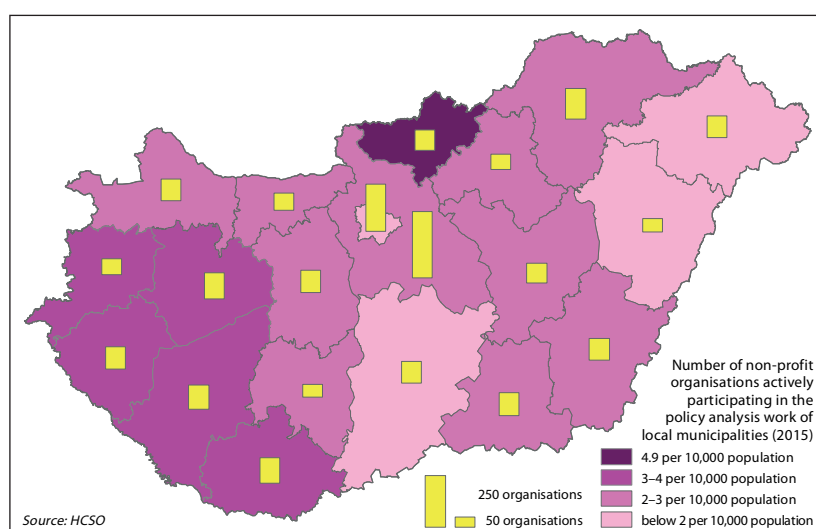 Number of non-profit
organisations actively
participating in the
policy analysis work of
local municipalities (2015)
4.9 per 10,000 population
3–4 per 10,000 population
2–3 per 10,000 population
below 2 per 10,000 population
250 organisations
50 organisations
Source: HCSO